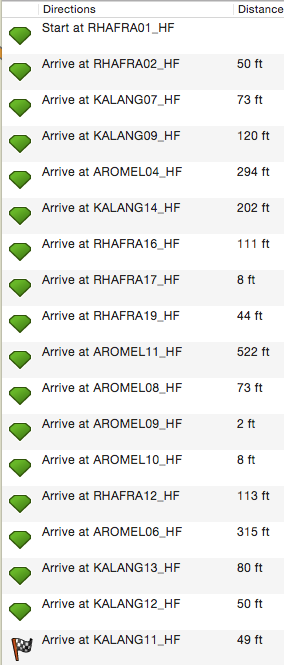 Directions Distance
Start at RHAFRA01_HF
Arrive at RHAFRA02_HF 50 ft
Arrive at KALANG07_HF 73 ft
Arrive at KALANG09_HF 120 ft
Arrive at AROMEL04_HF 294 ft
Arrive at KALANG14_HF 202 ft
Arrive at RHAFRA16_HF 111 ft
Arrive at RHAFRA17_HF 8 ft
Arrive at RHAFRA19_HF 44 ft
Arrive at AROMEL11_HF 522 ft
Arrive at AROMEL08_HF 73 ft
Arrive at AROMEL09_HF 2 ft
Arrive at AROMEL10_HF 8 ft
Arrive at RHAFRA12_HF 113 ft
Arrive at AROMEL06_HF 315 ft
Arrive at KALANG13_HF 80 ft
Arrive at KALANG12_HF 50 ft
Arrive at KALANG11_HF 49 ft